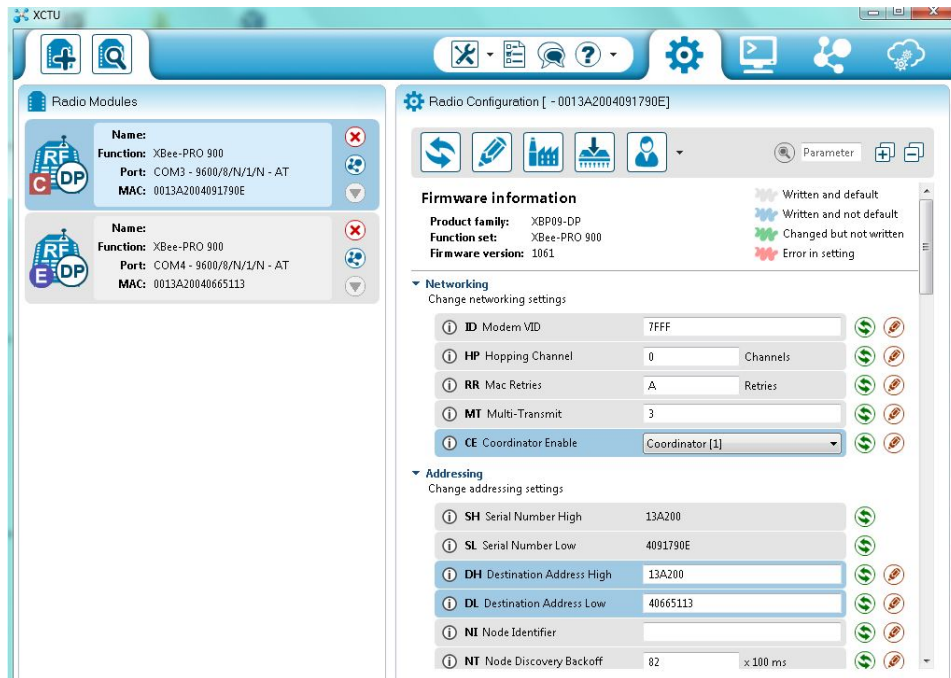 XCTU
Radio Modules
Name:
Function: XBee-PRO 900
Port: COM3 - 9600/8/N/1/N - AT
MAC: 0013A2004091790E
RF
C
DP
Name:
Function: XBee-PRO 900
Port: COM4 - 9600/8/N/1/N - AT
MAC: 0013A20040665113
RF
E
DP
Radio Configuration [ - 0013A2004091790E]
Parameter
Firmware information
Product family: XBP09-DP
Function set: XBee-PRO 900
Firmware version: 1061
Written and default
Written and not default
Changed but not written
Error in setting
Networking
Change networking settings
i ID Modem VID 7FFF
i HP Hopping Channel 0 Channels
i RR Mac Retries A Retries
i MT Multi-Transmit 3
i CE Coordinator Enable Coordinator [1]
Addressing
Change addressing settings
i SH Serial Number High 13A200
i SL Serial Number Low 4091790E
i DH Destination Address High 13A200
i DL Destination Address Low 40665113
i NI Node Identifier
i NT Node Discovery Backoff 82 x 100 ms